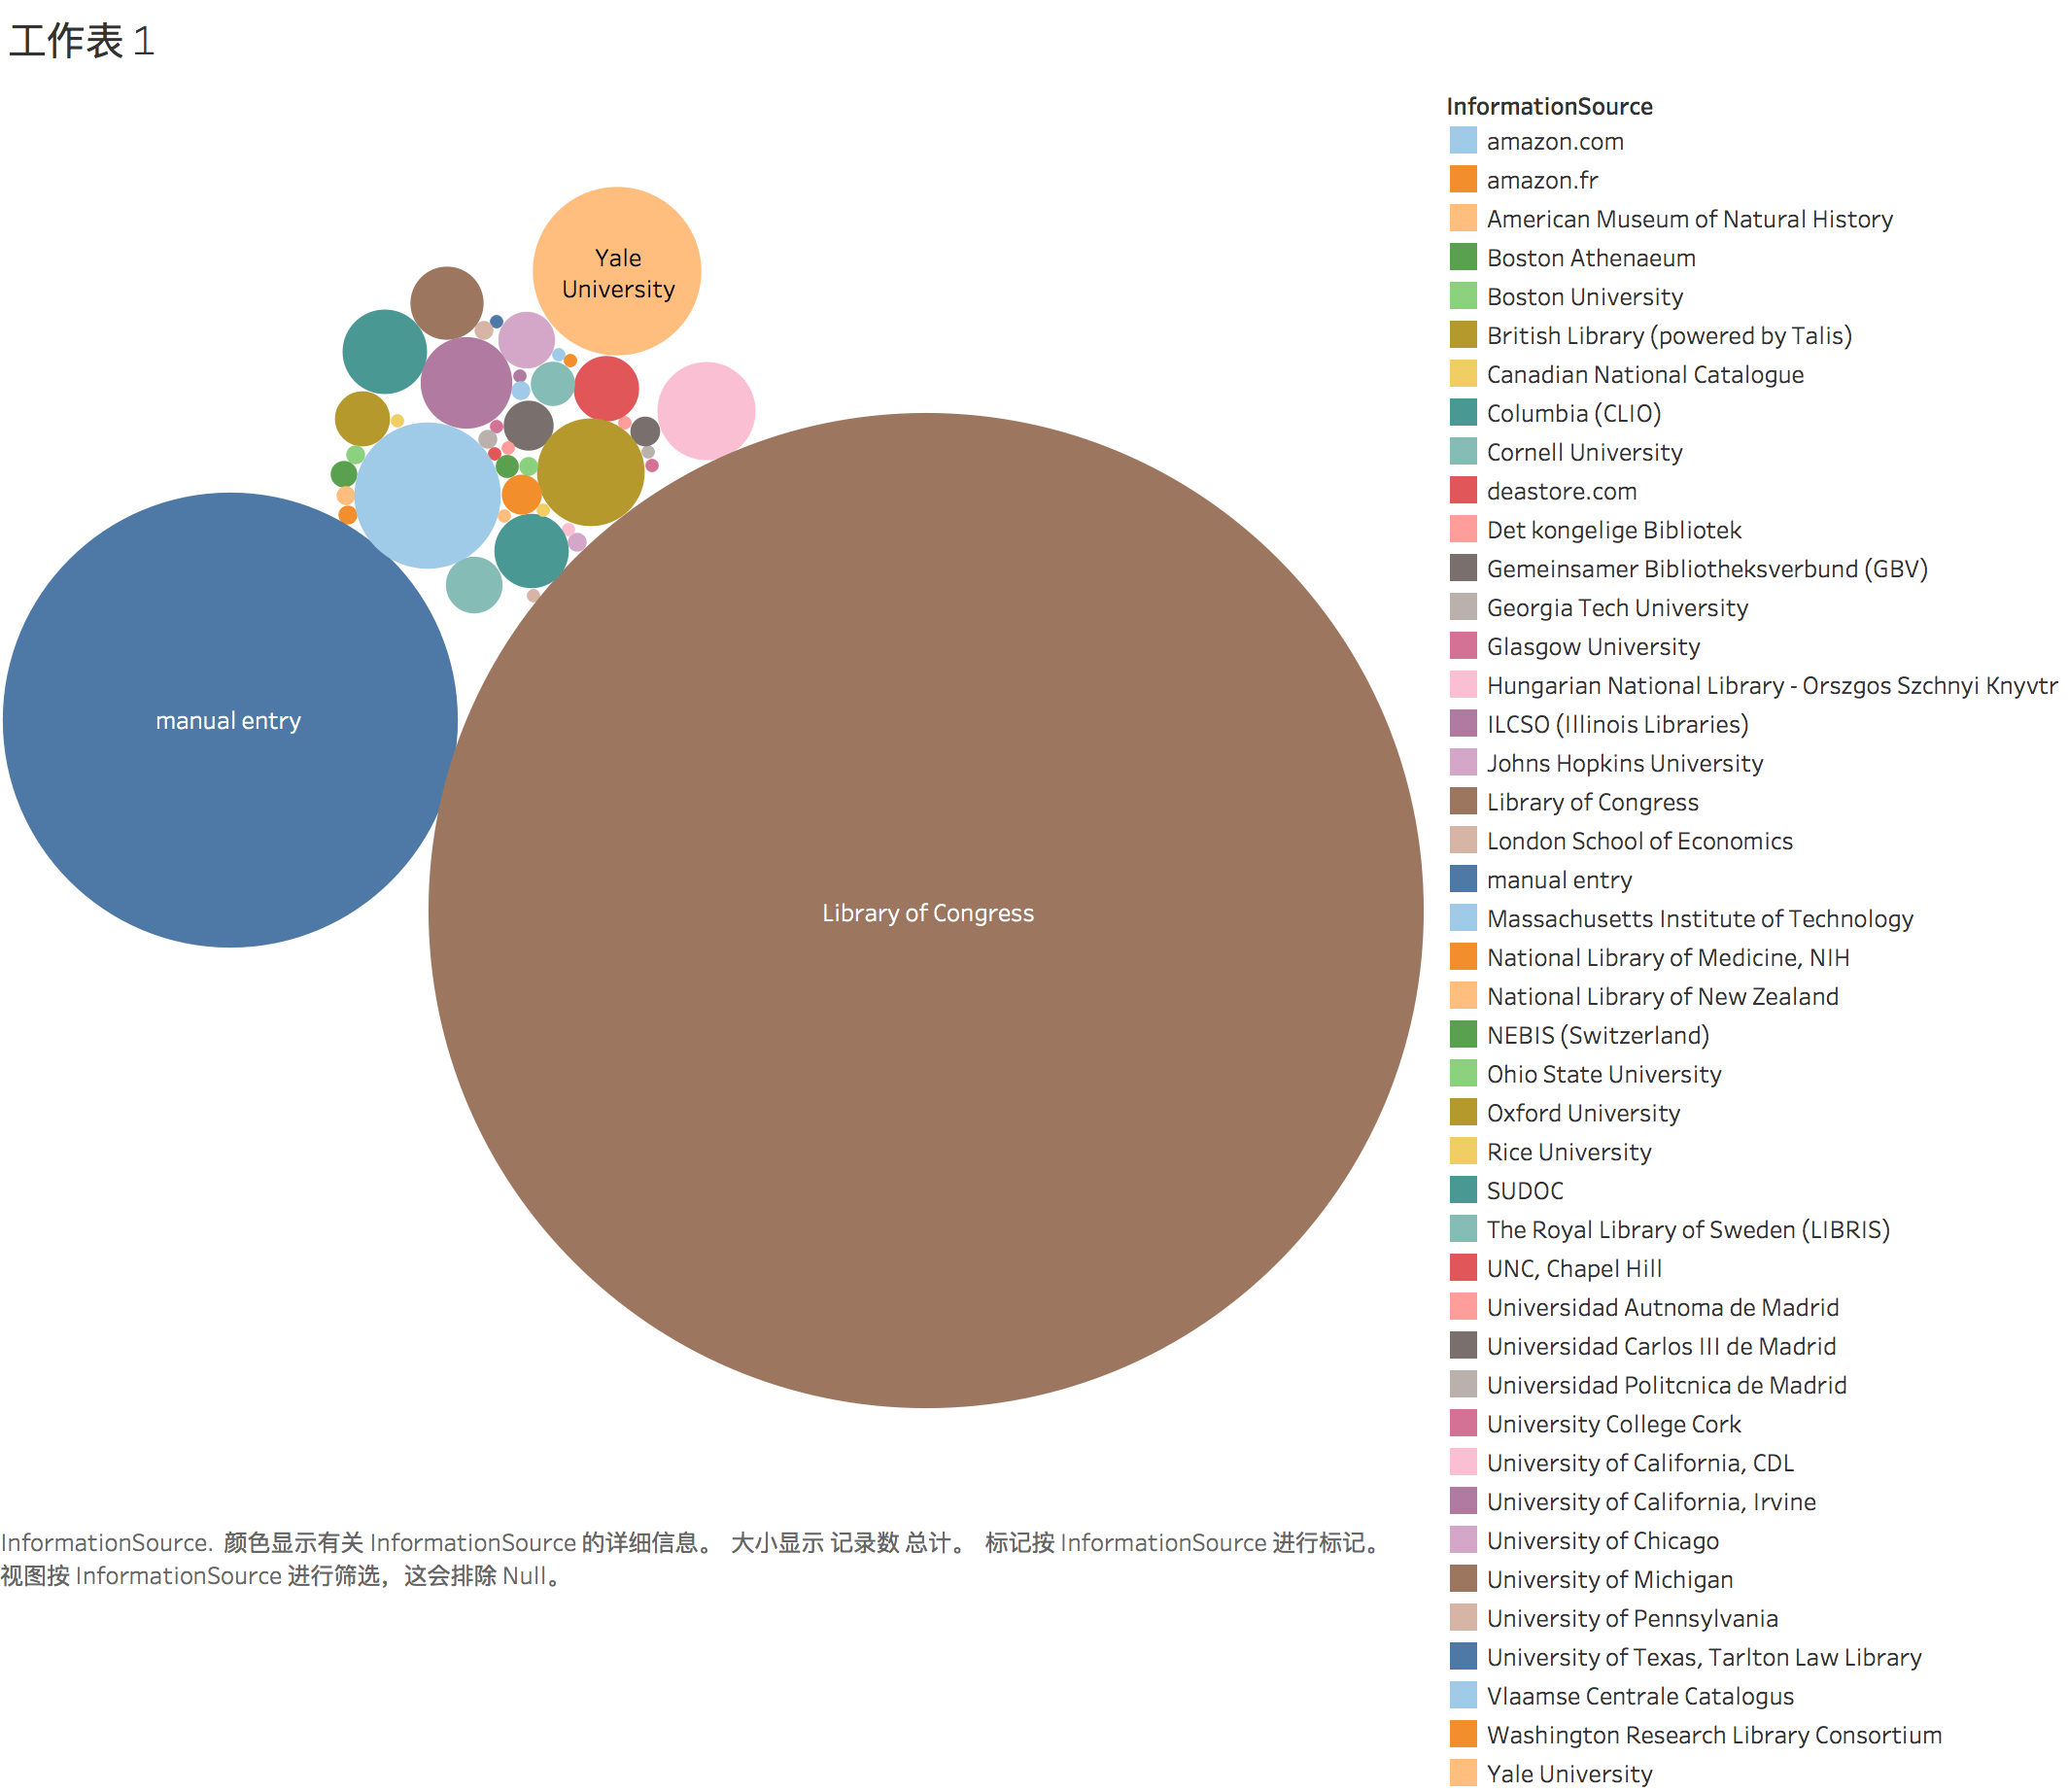 工作表 1
Yale
University
manual entry
Library of Congress
InformationSource
amazon.com
amazon.fr
American Museum of Natural History
Boston Athenaeum
Boston University
British Library (powered by Talis)
Canadian National Catalogue
Columbia (CLIO)
Cornell University
deastore.com
Det kongelige Bibliotek
Gemeinsamer Bibliotheksverbund (GBV)
Georgia Tech University
Glasgow University
Hungarian National Library - Orszgos Szchnyi Knyvtr
ILCSO (Illinois Libraries)
Johns Hopkins University
Library of Congress
London School of Economics
manual entry
Massachusetts Institute of Technology
National Library of Medicine, NIH
National Library of New Zealand
NEBIS (Switzerland)
Ohio State University
Oxford University
Rice University
SUDOC
The Royal Library of Sweden (LIBRIS)
UNC, Chapel Hill
Universidad Autnoma de Madrid
Universidad Carlos III de Madrid
Universidad Politcnica de Madrid
University College Cork
University of California, CDL
University of California, Irvine
University of Chicago
University of Michigan
University of Pennsylvania
University of Texas, Tarlton Law Library
Vlaamse Centrale Catalogus
Washington Research Library Consortium
Yale University
InformationSource. 颜色显示有关 InformationSource 的详细信息。 大小显示 记录数 总计。 标记按 InformationSource 进行标记。
视图按 InformationSource 进行筛选，这会排除 Null。